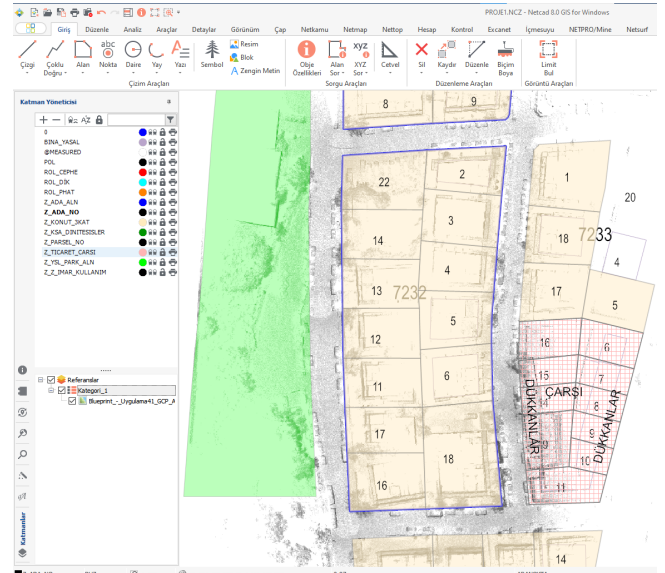 PROJE1.NCZ - Netcad 8.0 GIS for Windows
Giriş Düzenle Analiz Araçlar Detaylar Görünüm Çap Netkamu Netmap Nettop Hesap Kontrol Excanet İçmesuyu NETPRO/Mine Netsurf
Çizgi Çoklu Doğru Alan Nokta Daire Yay Yazı Sembol
abc
Resim
Blok
A Zengin Metin
Obje Özellikleri Alan Sor XYZ Sor Cetvel Sil Kaydır Düzenle Biçim Boya Limit Bul
xyz
Çizim Araçları Sorgu Araçları Düzenleme Araçları Görüntü Araçları
Katman Yöneticisi
0
BINA_YASAL
@MEASURED
POL
ROL_CEPHE
ROL_DİK
ROL_PHAT
Z_ADA_ALN
Z_ADA_NO
Z_KONUT_3KAT
Z_KSA_DINITESISLER
Z_PARSEL_NO
Z_TICARET_CARSI
Z_YSL_PARK_ALN
Z_Z_IMAR_KULLANIM
Referanslar
Kategori_1
Blueprint_-_Uygulama41_GCP_A
Katmanlar
8
9
22
2
1
20
3
14
18
7233
4
4
13
7232
17
5
5
12
16
6
15
7
11
6
ÇARŞI
14
8
DÜKKANLAR
DÜKKANLAR
17
9
18
10
16
11
14